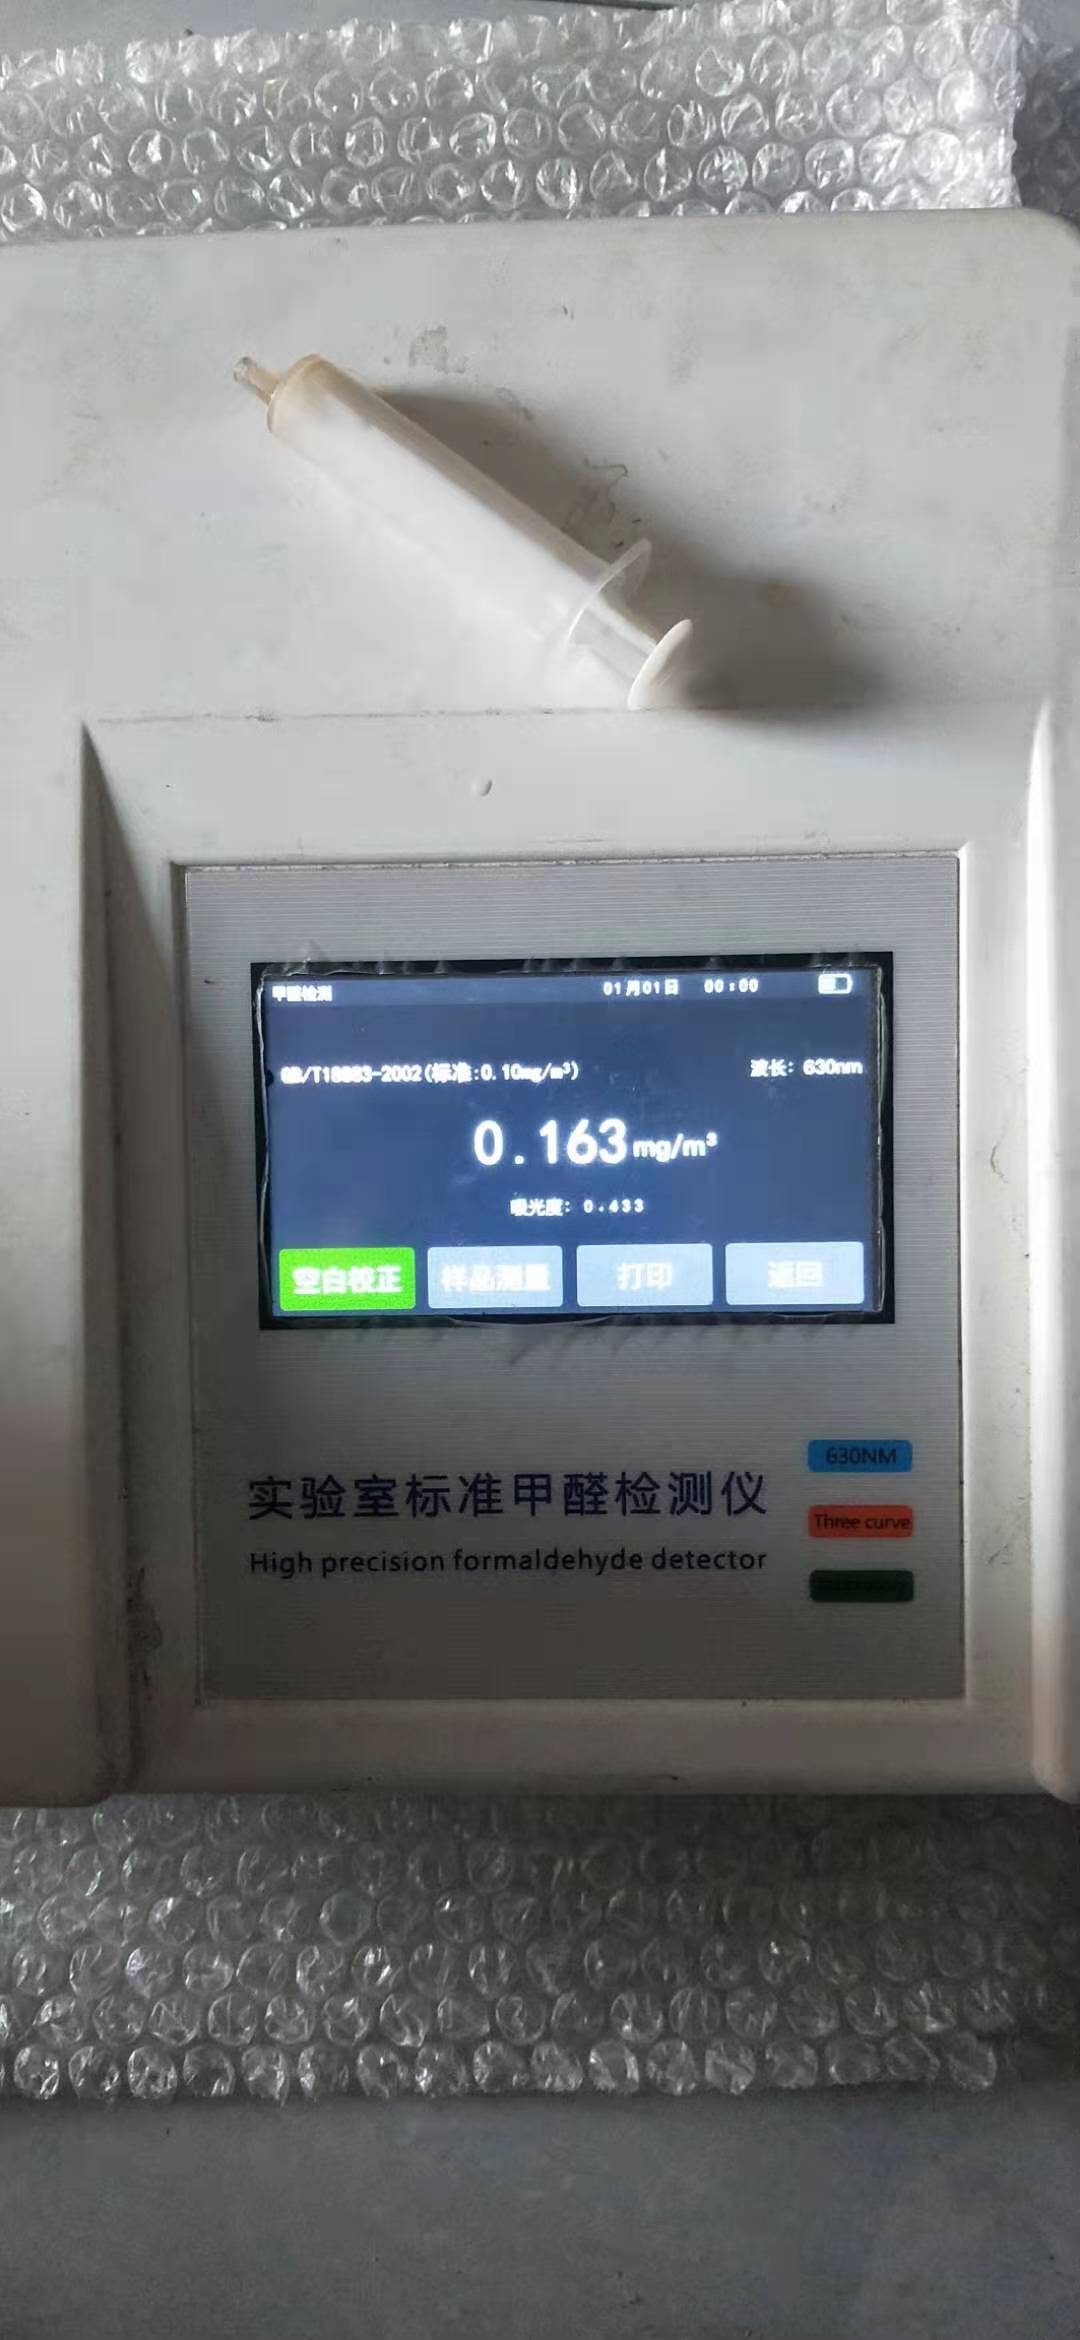 甲醛检测 01月01日 00:00
GB/T18883-2002(标准:0.10mg/m³) 波长: 630nm
0.163mg/m³
吸光度: 0.433
空白校正 样品测量 打印 返回
实验室标准甲醛检测仪
High precision formaldehyde detector
630NM
Three curve